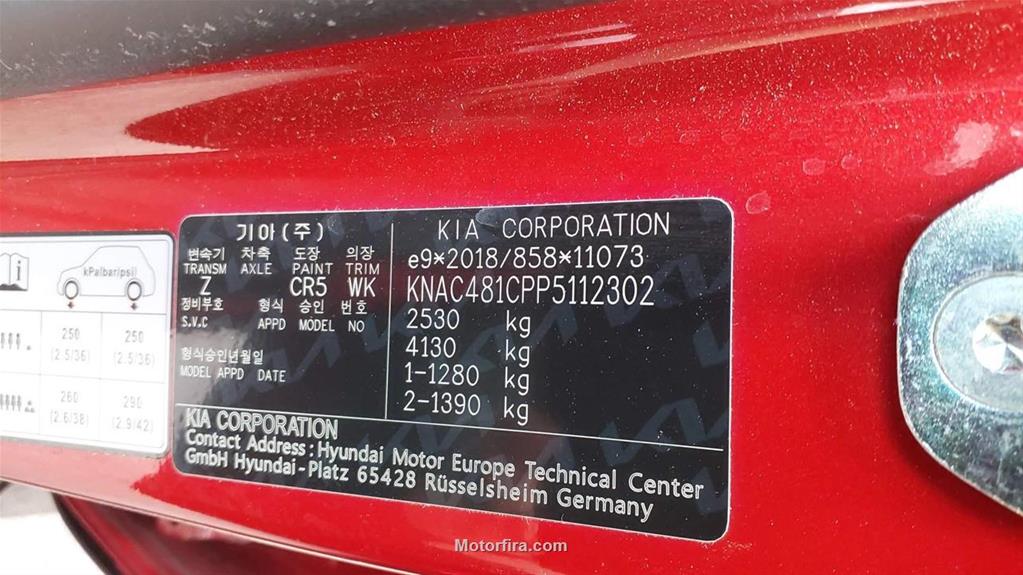 기아(주)
변속기 차축 도장 의장
TRANSM AXLE PAINT TRIM
Z CR5 WK
정비부호 형식 승인 번호
S.V.C APPD MODEL NO
형식승인년월일
MODEL APPD DATE
KIA CORPORATION
e9*2018/858*11073
KNAC481CPP5112302
2530 kg
4130 kg
1-1280 kg
2-1390 kg
KIA CORPORATION
Contact Address : Hyundai Motor Europe Technical Center
GmbH Hyundai-Platz 65428 Rüsselsheim Germany
kPalbaripsil
250 250
(2.5/36) (2.5/36)
260 290
(2.6/38) (2.9/42)
Motorfira.com